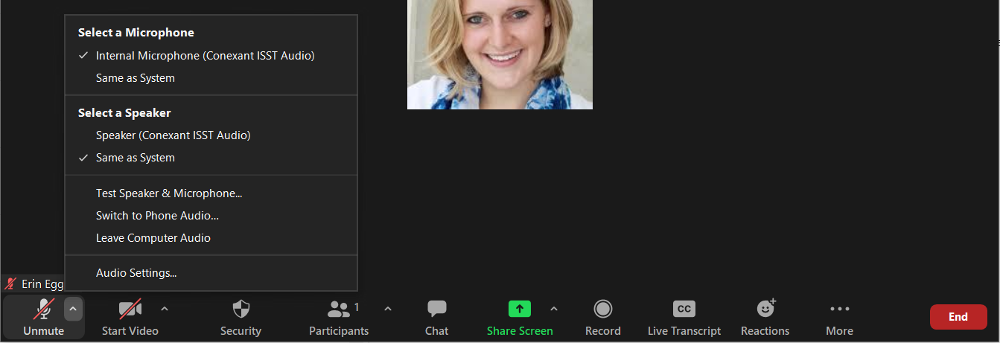 Select a Microphone
Internal Microphone (Conexant ISST Audio)
Same as System
Select a Speaker
Speaker (Conexant ISST Audio)
Same as System
Test Speaker & Microphone...
Switch to Phone Audio...
Leave Computer Audio
Audio Settings...
Erin Egg
1
CC
Unmute
Start Video
Security
Participants
Chat
Share Screen
Record
Live Transcript
Reactions
More
End